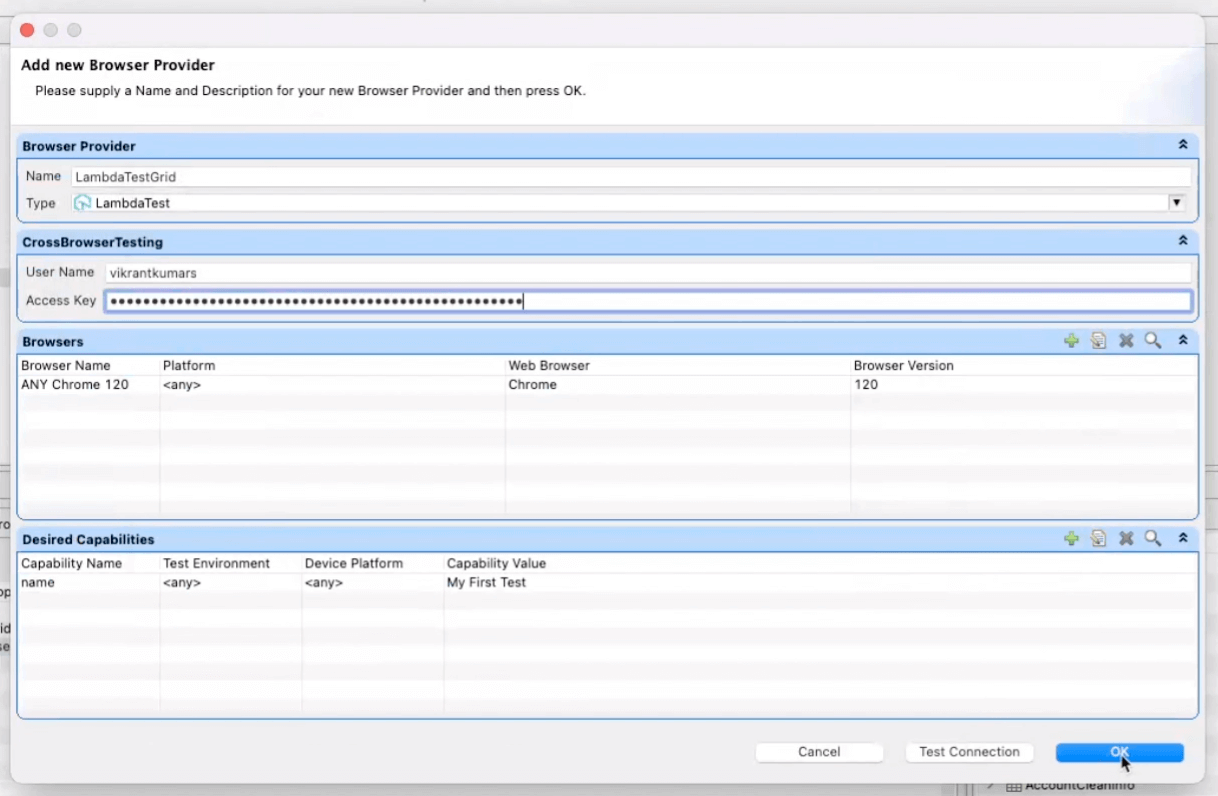 Add new Browser Provider
Please supply a Name and Description for your new Browser Provider and then press OK.
Browser Provider
Name LambdaTestGrid
Type LambdaTest
CrossBrowserTesting
User Name vikrantkumars
Access Key
Browsers
Browser Name Platform Web Browser Browser Version
ANY Chrome 120 <any> Chrome 120
Desired Capabilities
Capability Name Test Environment Device Platform Capability Value
name <any> <any> My First Test
Cancel Test Connection OK
AccountCleanInfo